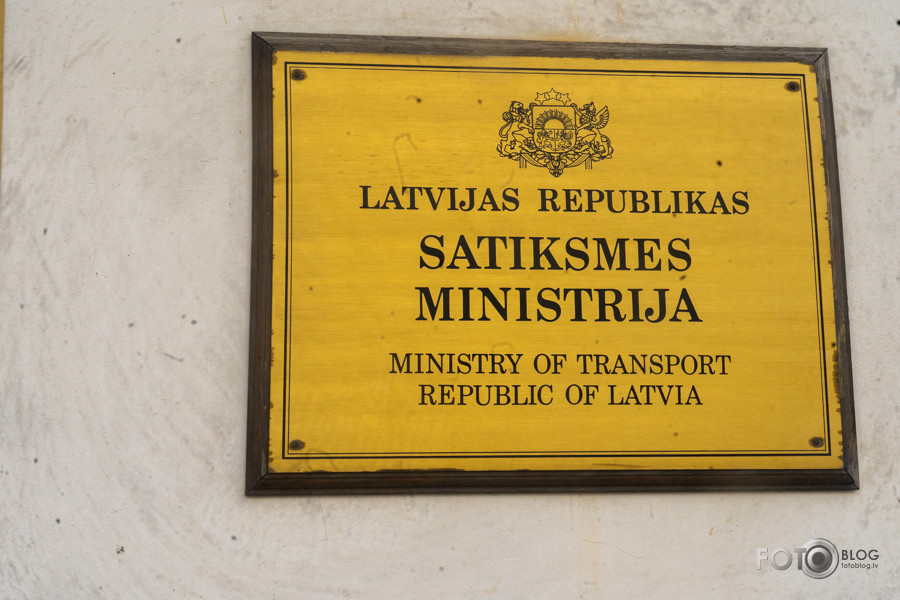 LATVIJAS REPUBLIKAS
SATIKSMES
MINISTRIJA
MINISTRY OF TRANSPORT
REPUBLIC OF LATVIA
FOTO BLOG
fotoblog.lv